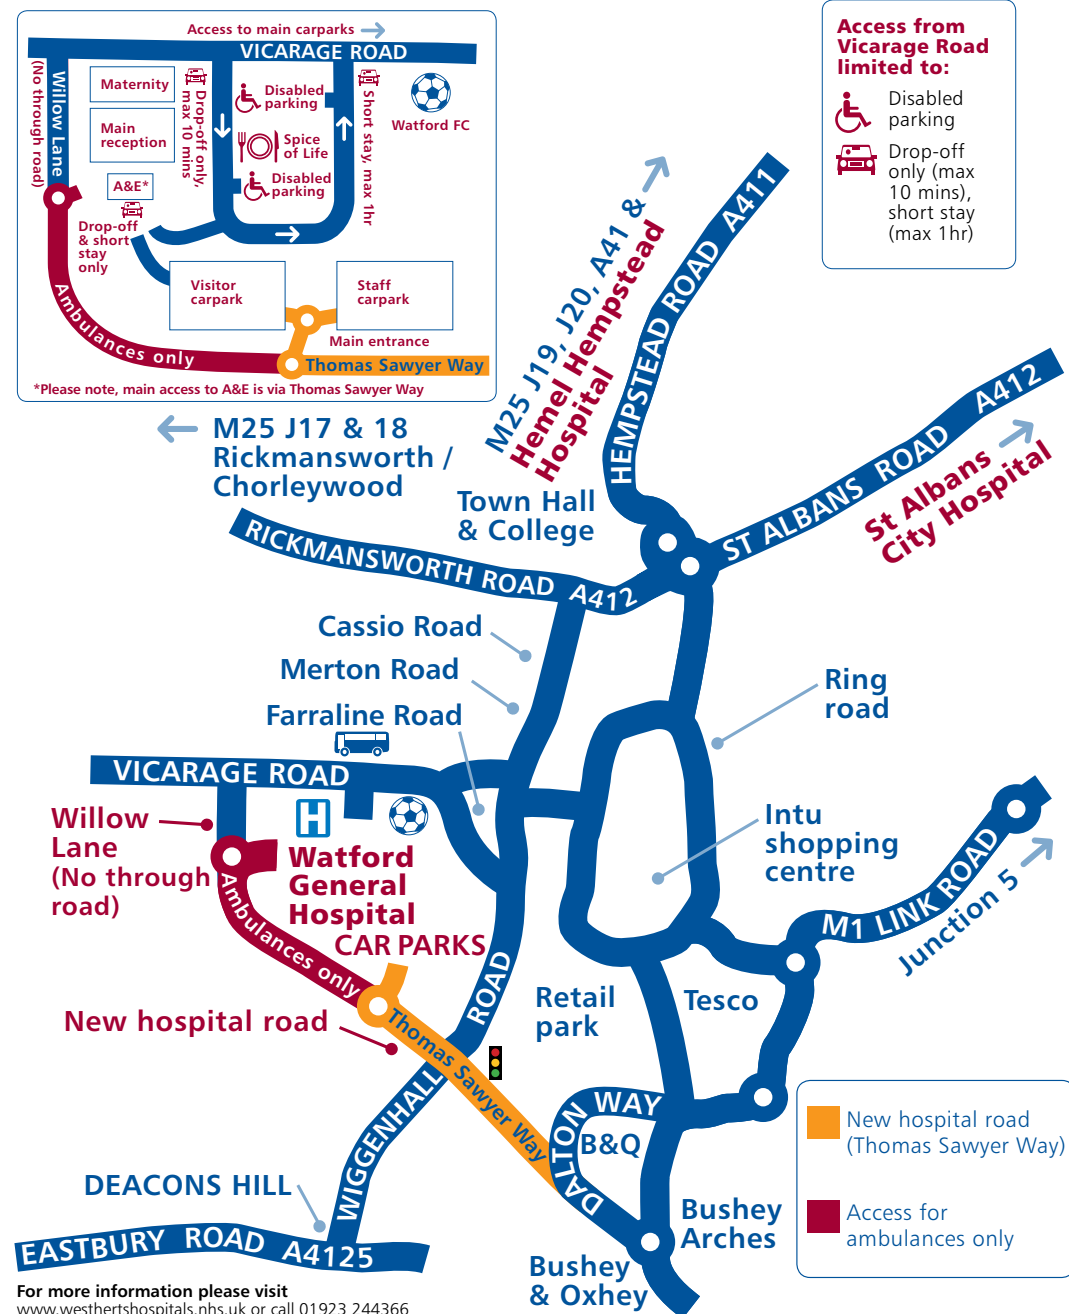 Access to main carparks
VICARAGE ROAD
Willow Lane
(No through road)
Maternity
Main
reception
A&E*
Drop-off only,
max 10 mins
Disabled
parking
Spice
of Life
Disabled
parking
Short stay, max 1hr
Watford FC
Drop-off
& short
stay
only
Visitor
carpark
Staff
carpark
Main entrance
Ambulances only
Thomas Sawyer Way
*Please note, main access to A&E is via Thomas Sawyer Way
Access from
Vicarage Road
limited to:
Disabled
parking
Drop-off
only (max
10 mins),
short stay
(max 1hr)
M25 J17 & 18
Rickmansworth /
Chorleywood
M25 J19, J20, A41 &
Hemel Hempstead
Hospital
HEMPSTEAD ROAD A411
Town Hall
& College
ST ALBANS ROAD A412
St Albans
City Hospital
RICKMANSWORTH ROAD A412
Cassio Road
Merton Road
Farraline Road
Ring
road
VICARAGE ROAD
Willow
Lane
(No through
road)
H
Watford
General
Hospital
CAR PARKS
Ambulances only
Intu
shopping
centre
M1 LINK ROAD
Junction 5
New hospital road
Thomas Sawyer Way
WIGGENHALL ROAD
Retail
park
Tesco
DALTON WAY
B&Q
DEACONS HILL
EASTBURY ROAD A4125
Bushey
Arches
Bushey
& Oxhey
New hospital road
(Thomas Sawyer Way)
Access for
ambulances only
For more information please visit
www.westhertshospitals.nhs.uk or call 01923 244366